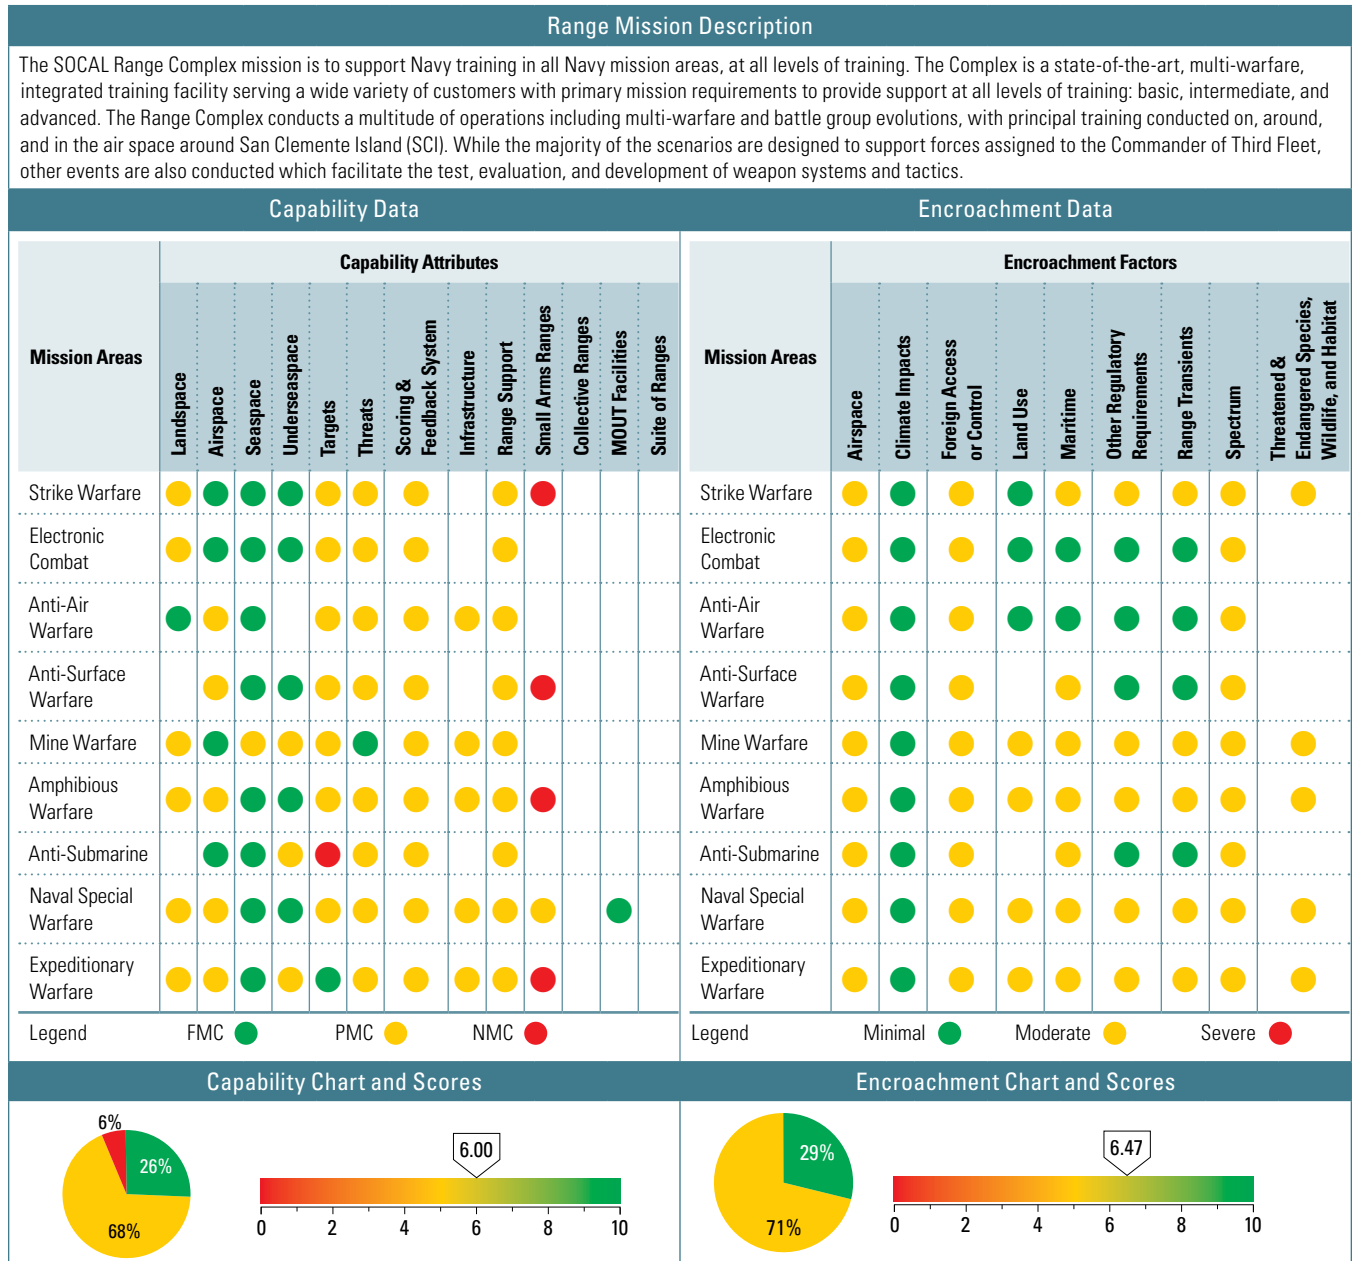 Range Mission Description
The SOCAL Range Complex mission is to support Navy training in all Navy mission areas, at all levels of training. The Complex is a state-of-the-art, multi-warfare,
integrated training facility serving a wide variety of customers with primary mission requirements to provide support at all levels of training: basic, intermediate, and
advanced. The Range Complex conducts a multitude of operations including multi-warfare and battle group evolutions, with principal training conducted on, around,
and in the air space around San Clemente Island (SCI). While the majority of the scenarios are designed to support forces assigned to the Commander of Third Fleet,
other events are also conducted which facilitate the test, evaluation, and development of weapon systems and tactics.
Capability Data
Mission Areas
Capability Attributes
Landspace
Airspace
Seaspace
Underseaspace
Targets
Threats
Scoring &
Feedback System
Infrastructure
Range Support
Small Arms Ranges
Collective Ranges
MOUT Facilities
Suite of Ranges
Strike Warfare
Electronic
Combat
Anti-Air
Warfare
Anti-Surface
Warfare
Mine Warfare
Amphibious
Warfare
Anti-Submarine
Naval Special
Warfare
Expeditionary
Warfare
Legend
FMC
PMC
NMC
Encroachment Data
Mission Areas
Encroachment Factors
Airspace
Climate Impacts
Foreign Access
or Control
Land Use
Maritime
Other Regulatory
Requirements
Range Transients
Spectrum
Threatened &
Endangered Species,
Wildlife, and Habitat
Strike Warfare
Electronic
Combat
Anti-Air
Warfare
Anti-Surface
Warfare
Mine Warfare
Amphibious
Warfare
Anti-Submarine
Naval Special
Warfare
Expeditionary
Warfare
Legend
Minimal
Moderate
Severe
Capability Chart and Scores
6%
26%
68%
6.00
0 2 4 6 8 10
Encroachment Chart and Scores
29%
71%
6.47
0 2 4 6 8 10